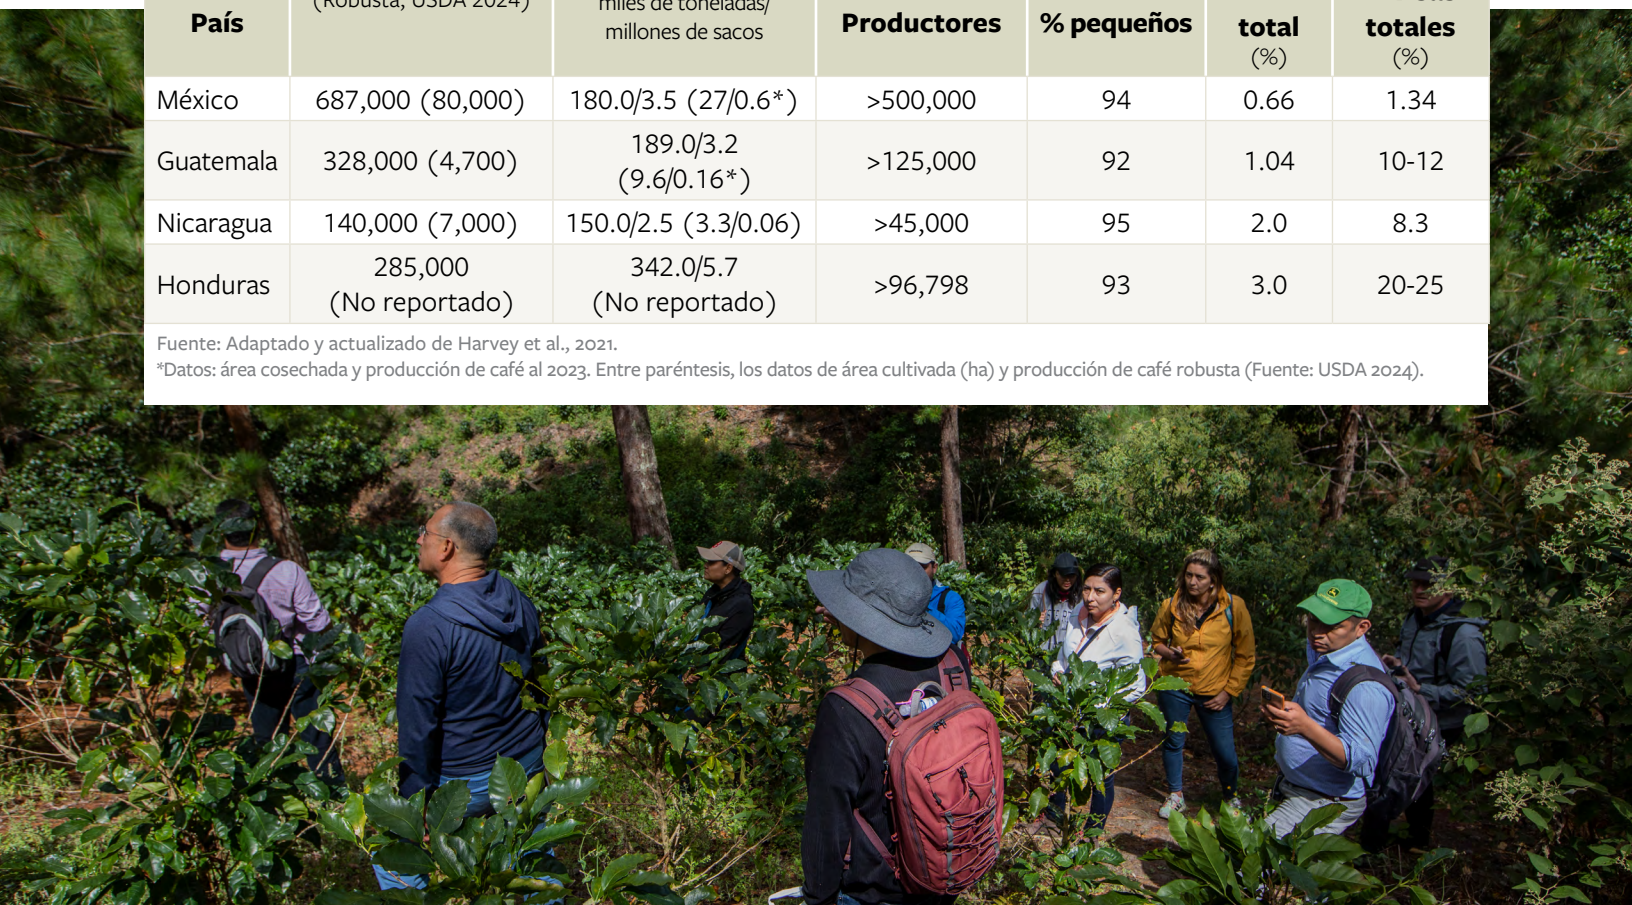 (Robusta, USDA 2024)
miles de toneladas/
millones de sacos
País
Productores
% pequeños
total
(%)
totales
(%)
México 687,000 (80,000) 180.0/3.5 (27/0.6*) >500,000 94 0.66 1.34
Guatemala 328,000 (4,700) 189.0/3.2 (9.6/0.16*) >125,000 92 1.04 10-12
Nicaragua 140,000 (7,000) 150.0/2.5 (3.3/0.06) >45,000 95 2.0 8.3
Honduras 285,000 (No reportado) 342.0/5.7 (No reportado) >96,798 93 3.0 20-25
Fuente: Adaptado y actualizado de Harvey et al., 2021.
*Datos: área cosechada y producción de café al 2023. Entre paréntesis, los datos de área cultivada (ha) y producción de café robusta (Fuente: USDA 2024).